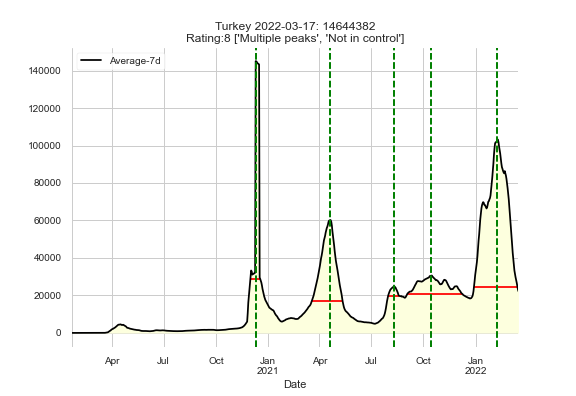 Turkey 2022-03-17: 14644382
Rating:8 ['Multiple peaks', 'Not in control']
Average-7d
140000
120000
100000
80000
60000
40000
20000
0
Apr Jul Oct Jan Apr Jul Oct Jan
2021 2022
Date